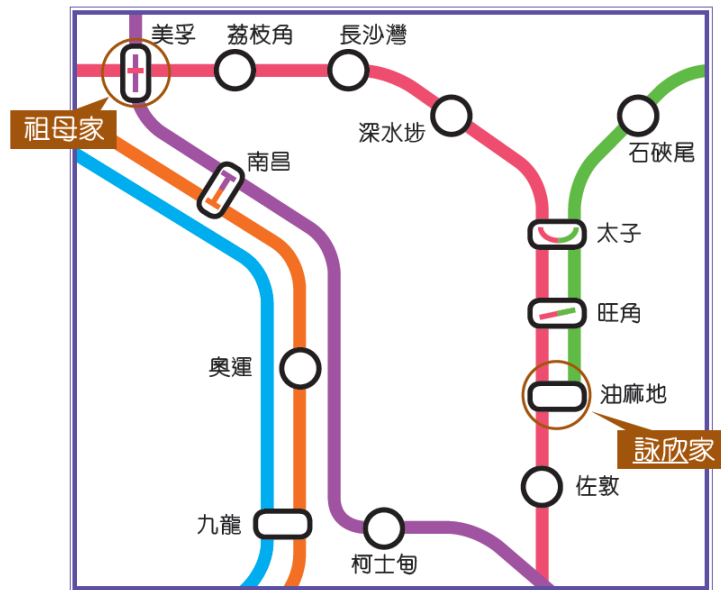 美孚
荔枝角
長沙灣
祖母家
深水埗
石硤尾
南昌
太子
旺角
奧運
油麻地
詠欣家
佐敦
九龍
柯士甸